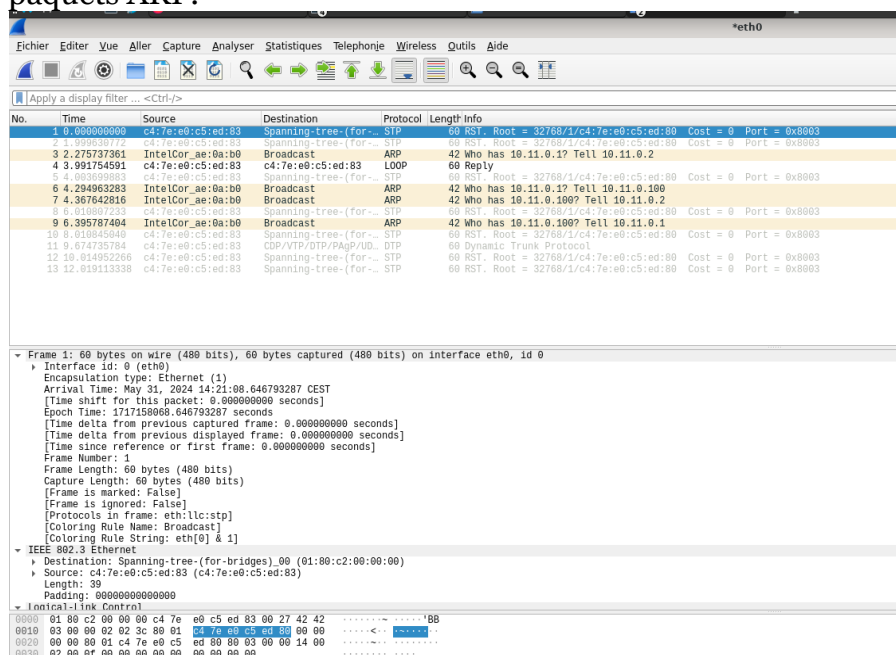 paquets ARP?
*eth0
Fichier Editer Vue Aller Capture Analyser Statistiques Telephonie Wireless Outils Aide
Apply a display filter ... <Ctrl-/>
No. Time Source Destination Protocol Length Info
1 0.000000000 c4:7e:e0:c5:ed:83 Spanning-tree-(for-… STP 60 RST. Root = 32768/1/c4:7e:e0:c5:ed:80 Cost = 0 Port = 0x8003
2 1.999630772 c4:7e:e0:c5:ed:83 Spanning-tree-(for-… STP 60 RST. Root = 32768/1/c4:7e:e0:c5:ed:80 Cost = 0 Port = 0x8003
3 2.275737361 IntelCor_ae:0a:b0 Broadcast ARP 42 Who has 10.11.0.1? Tell 10.11.0.2
4 3.991754591 c4:7e:e0:c5:ed:83 c4:7e:e0:c5:ed:83 LOOP 60 Reply
5 4.003699883 c4:7e:e0:c5:ed:83 Spanning-tree-(for-… STP 60 RST. Root = 32768/1/c4:7e:e0:c5:ed:80 Cost = 0 Port = 0x8003
6 4.294963283 IntelCor_ae:0a:b0 Broadcast ARP 42 Who has 10.11.0.1? Tell 10.11.0.100
7 4.367642816 IntelCor_ae:0a:b0 Broadcast ARP 42 Who has 10.11.0.100? Tell 10.11.0.2
8 6.010807233 c4:7e:e0:c5:ed:83 Spanning-tree-(for-… STP 60 RST. Root = 32768/1/c4:7e:e0:c5:ed:80 Cost = 0 Port = 0x8003
9 6.395787404 IntelCor_ae:0a:b0 Broadcast ARP 42 Who has 10.11.0.100? Tell 10.11.0.1
10 8.010845040 c4:7e:e0:c5:ed:83 Spanning-tree-(for-… STP 60 RST. Root = 32768/1/c4:7e:e0:c5:ed:80 Cost = 0 Port = 0x8003
11 9.674735784 c4:7e:e0:c5:ed:83 CDP/VTP/DTP/PAgP/UD… DTP 60 Dynamic Trunk Protocol
12 10.014952266 c4:7e:e0:c5:ed:83 Spanning-tree-(for-… STP 60 RST. Root = 32768/1/c4:7e:e0:c5:ed:80 Cost = 0 Port = 0x8003
13 12.019113338 c4:7e:e0:c5:ed:83 Spanning-tree-(for-… STP 60 RST. Root = 32768/1/c4:7e:e0:c5:ed:80 Cost = 0 Port = 0x8003
Frame 1: 60 bytes on wire (480 bits), 60 bytes captured (480 bits) on interface eth0, id 0
Interface id: 0 (eth0)
Encapsulation type: Ethernet (1)
Arrival Time: May 31, 2024 14:21:08.646793287 CEST
[Time shift for this packet: 0.000000000 seconds]
Epoch Time: 1717158068.646793287 seconds
[Time delta from previous captured frame: 0.000000000 seconds]
[Time delta from previous displayed frame: 0.000000000 seconds]
[Time since reference or first frame: 0.000000000 seconds]
Frame Number: 1
Frame Length: 60 bytes (480 bits)
Capture Length: 60 bytes (480 bits)
[Frame is marked: False]
[Frame is ignored: False]
[Protocols in frame: eth:llc:stp]
[Coloring Rule Name: Broadcast]
[Coloring Rule String: eth[0] & 1]
IEEE 802.3 Ethernet
Destination: Spanning-tree-(for-bridges)_00 (01:80:c2:00:00:00)
Source: c4:7e:e0:c5:ed:83 (c4:7e:e0:c5:ed:83)
Length: 39
Padding: 00000000000000
Logical-Link Control
0000 01 80 c2 00 00 00 c4 7e e0 c5 ed 83 00 27 42 42 ·······~ ·····'BB
0010 03 00 00 02 02 3c 80 01 c4 7e e0 c5 ed 80 00 00 ·····<·· ·~······
0020 00 00 80 01 c4 7e e0 c5 ed 80 80 03 00 00 14 00 ·····~·· ········
0030 02 00 0f 00 00 00 00 00 00 00 00 00 ········ ····